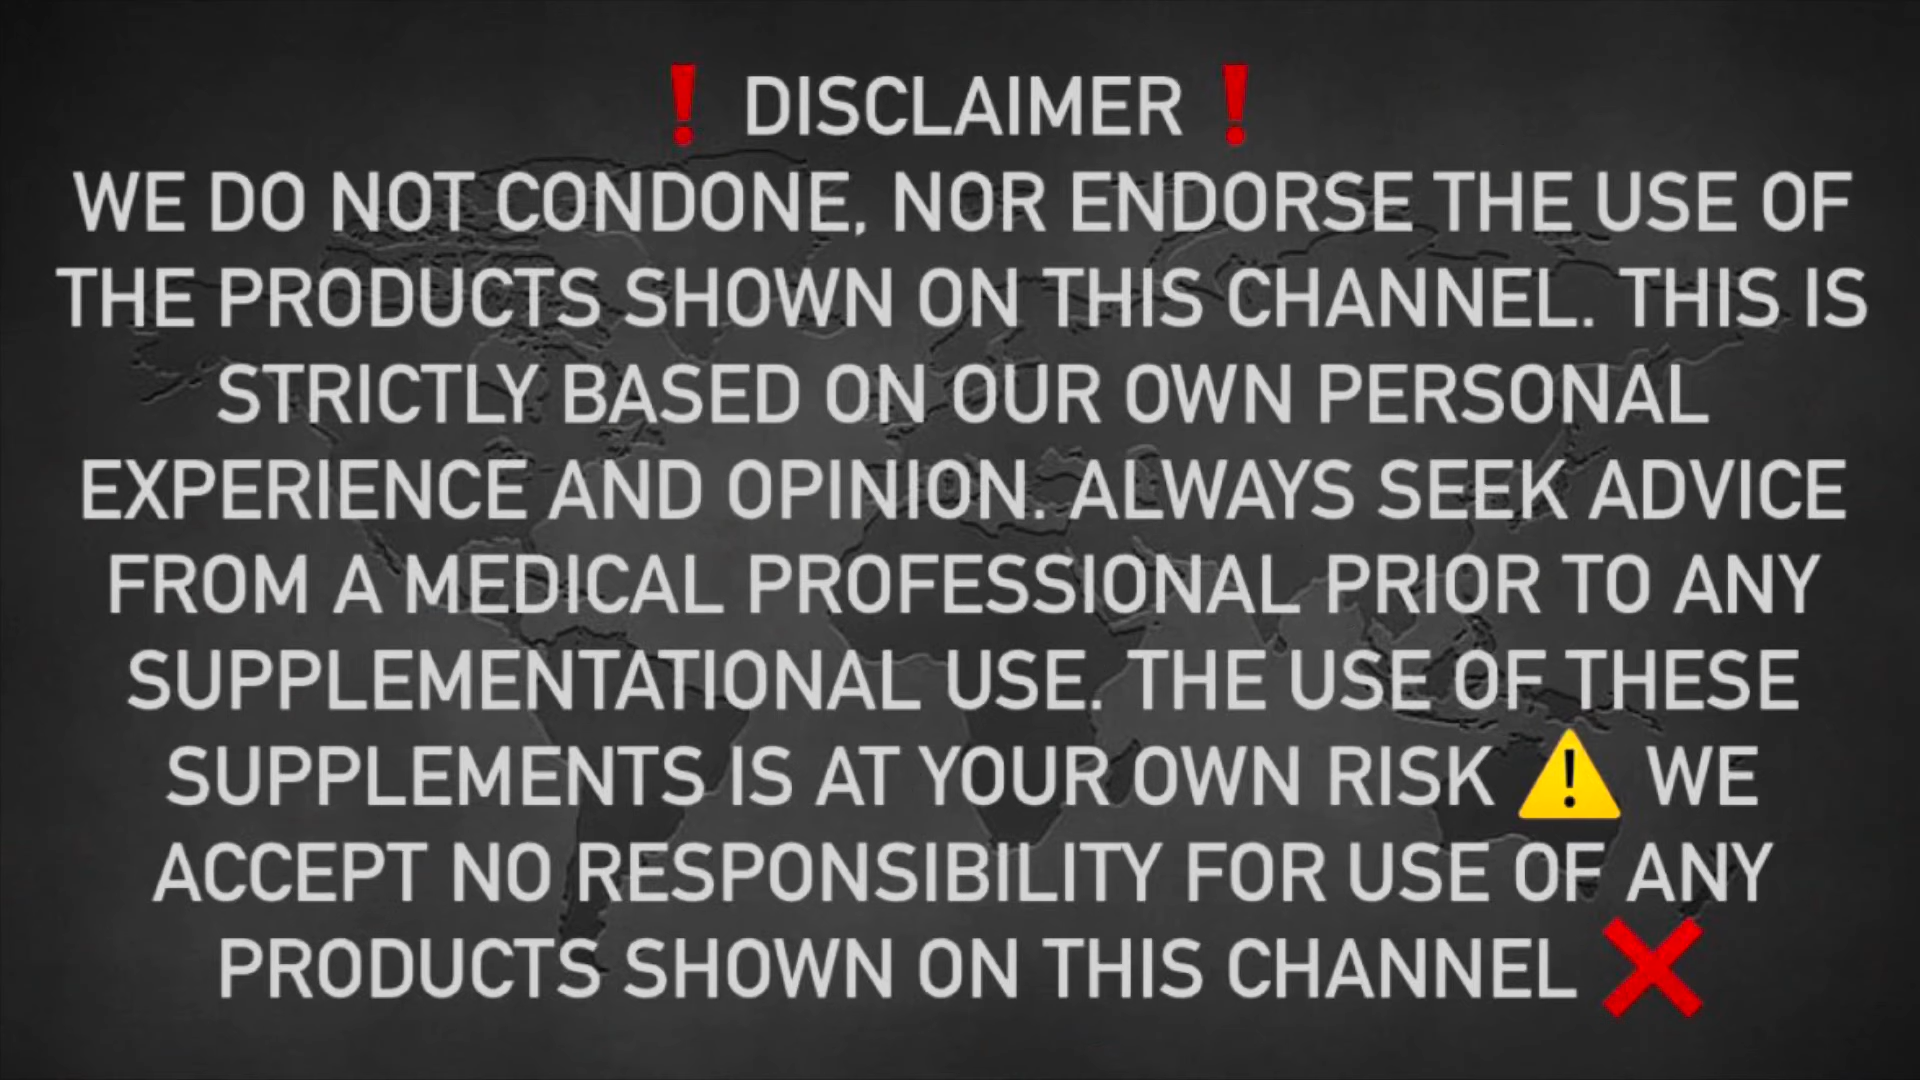 ❗ DISCLAIMER ❗
WE DO NOT CONDONE, NOR ENDORSE THE USE OF
THE PRODUCTS SHOWN ON THIS CHANNEL. THIS IS
STRICTLY BASED ON OUR OWN PERSONAL
EXPERIENCE AND OPINION. ALWAYS SEEK ADVICE
FROM A MEDICAL PROFESSIONAL PRIOR TO ANY
SUPPLEMENTATIONAL USE. THE USE OF THESE
SUPPLEMENTS IS AT YOUR OWN RISK ⚠️ WE
ACCEPT NO RESPONSIBILITY FOR USE OF ANY
PRODUCTS SHOWN ON THIS CHANNEL ❌